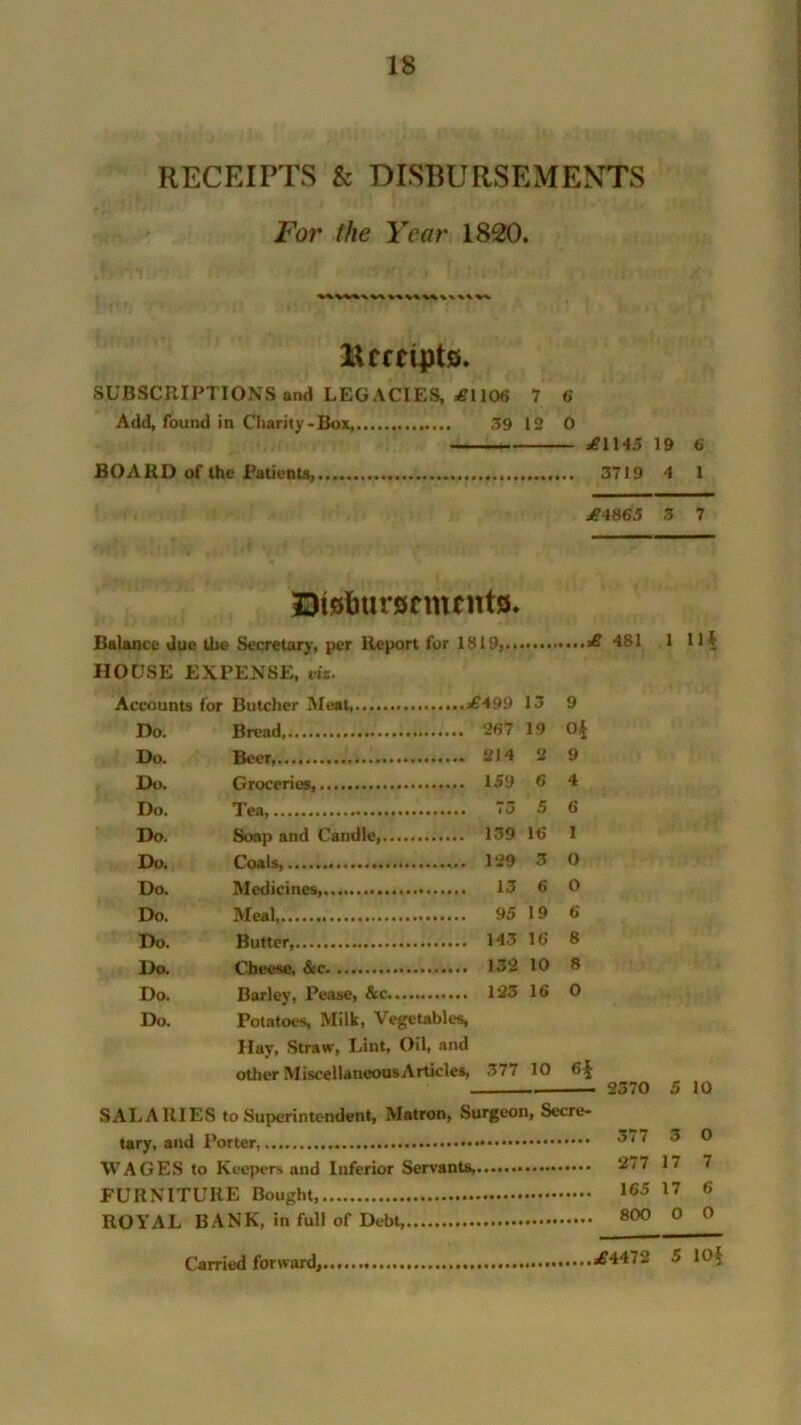 18
RECEIPTS & DISBURSEMENTS
For the Year 1820.
Receipts.
SUBSCRIPTIONS and LEGACIES, £1106 7 6
Add, found in Charity-Box,............... 39 12 0
£1145 19 6
BOARD of the Patients,.................................... 3719 4 1
£4865 3 7
Disbursements.
Balance due the Secretary, per Report for 1819,.............£ 481 1 11½
HOUSE EXPENSE, viz.
Accounts for Butcher Meat,...................£499 13 9
Do. Bread,.............................. 267 19 0½
Do. Beer,................................ 214 2 9
Do. Groceries,......................... 159 6 4
Do. Tea,................................. 73 5 6
Do. Soap and Candle,............. 139 16 1
Do. Coals,............................... 129 3 0
Do. Medicines,........................ 13 6 0
Do. Meal,................................ 95 19 6
Do. Butter,............................. 143 16 8
Do. Cheese, &c. ...................... 132 10 8
Do. Barley, Pease, &c............. 123 16 0
Do. Potatoes, Milk, Vegetables,
Hay, Straw, Lint, Oil, and
other Miscellaneous Articles, 377 10 6½
2370 5 10
SALARIES to Superintendent, Matron, Surgeon, Secre-
tary, and Porter,.................................................. 377 3 0
WAGES to Keepers and Inferior Servants,................... 277 17 7
FURNITURE Bought,............................................. 165 17 6
ROYAL BANK, in full of Debt,................................ 800 0 0
Carried forward,..............................................£4472 5 10½